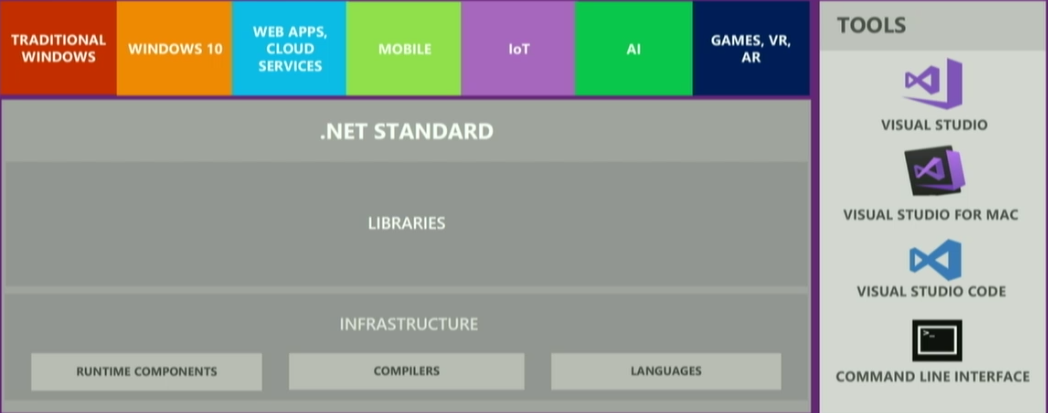 TRADITIONAL
WINDOWS
WINDOWS 10
WEB APPS,
CLOUD
SERVICES
MOBILE
IoT
AI
GAMES, VR,
AR
.NET STANDARD
LIBRARIES
INFRASTRUCTURE
RUNTIME COMPONENTS
COMPILERS
LANGUAGES
TOOLS
VISUAL STUDIO
VISUAL STUDIO FOR MAC
VISUAL STUDIO CODE
>_
COMMAND LINE INTERFACE